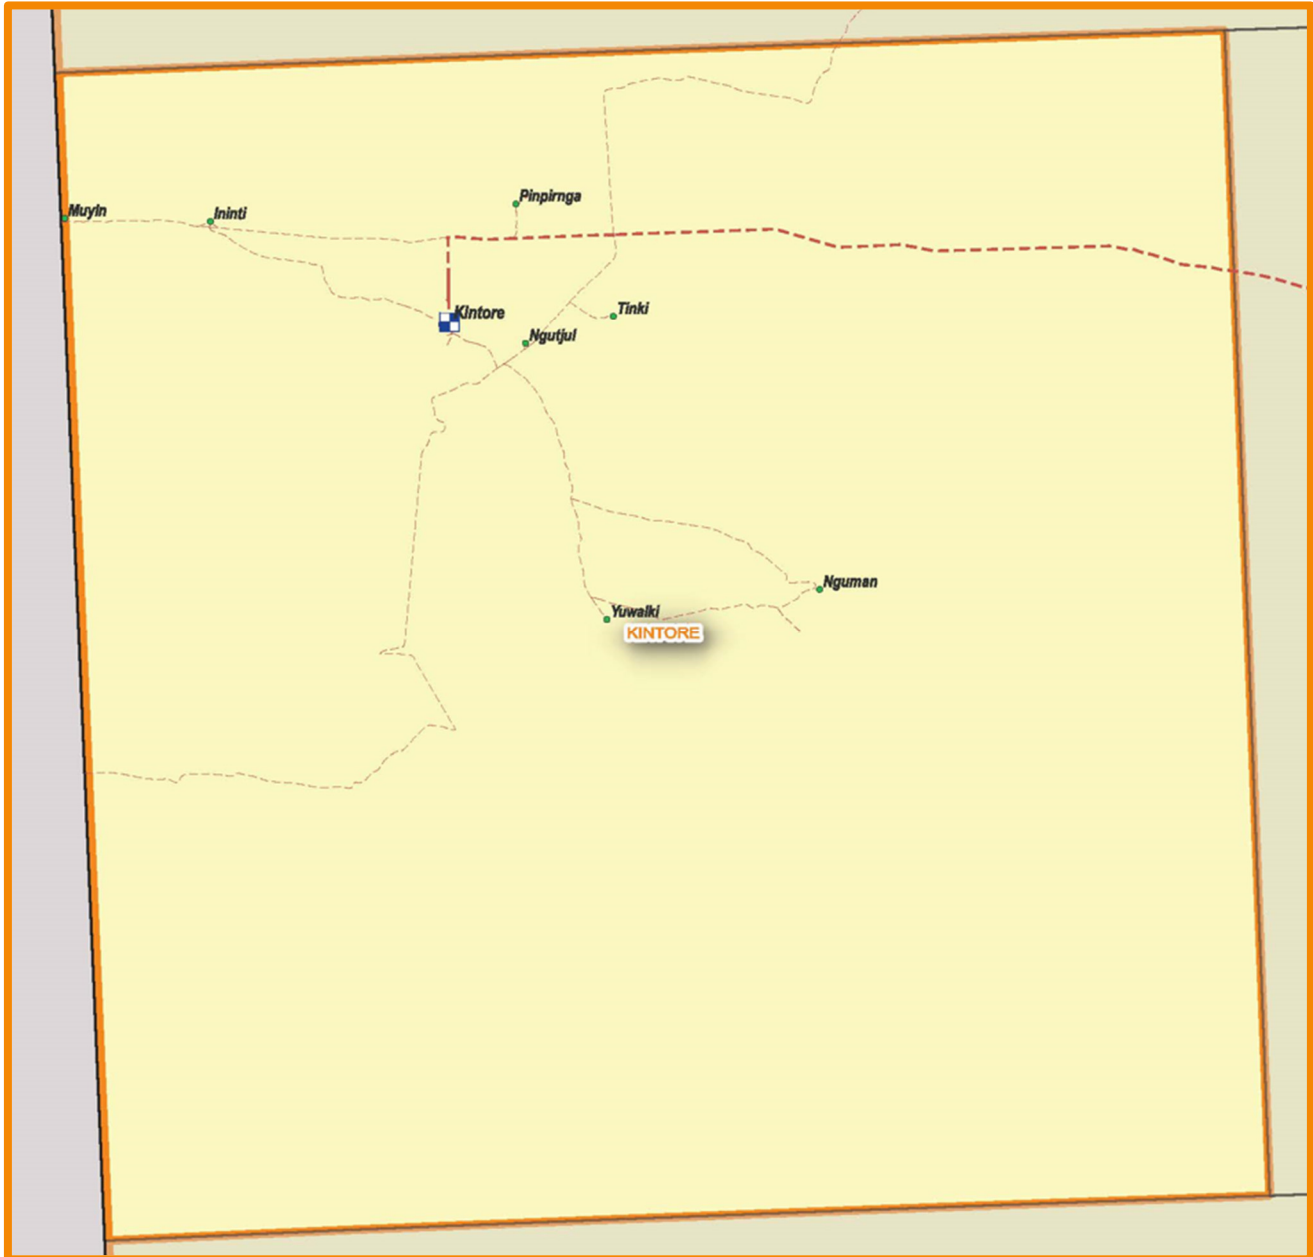 Pinpirnga
Muyin
Ininti
Tinki
Kintore
Ngutjul
Nguman
Yuwalki
KINTORE